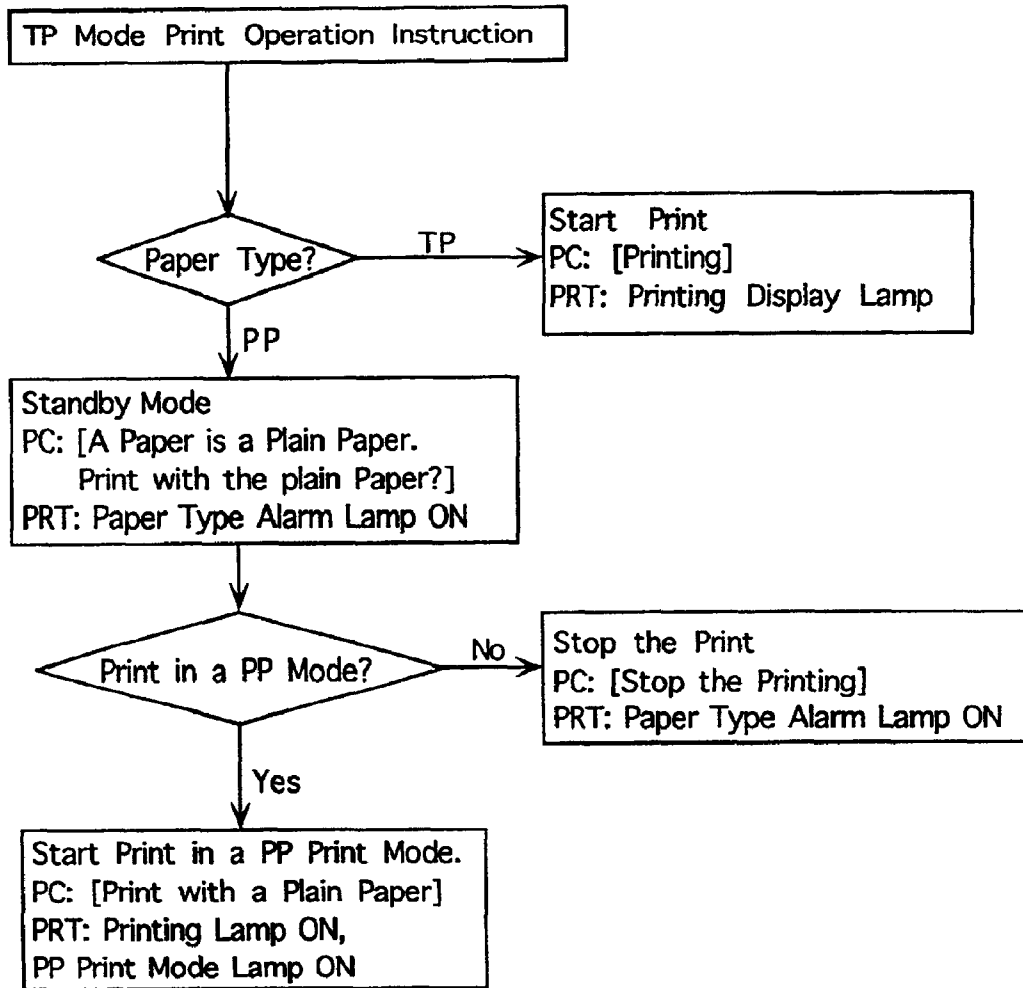 TP Mode Print Operation Instruction
Paper Type?
TP
Start Print
PC: [Printing]
PRT: Printing Display Lamp
PP
Standby Mode
PC: [A Paper is a Plain Paper.
Print with the plain Paper?]
PRT: Paper Type Alarm Lamp ON
Print in a PP Mode?
No
Stop the Print
PC: [Stop the Printing]
PRT: Paper Type Alarm Lamp ON
Yes
Start Print in a PP Print Mode.
PC: [Print with a Plain Paper]
PRT: Printing Lamp ON,
PP Print Mode Lamp ON